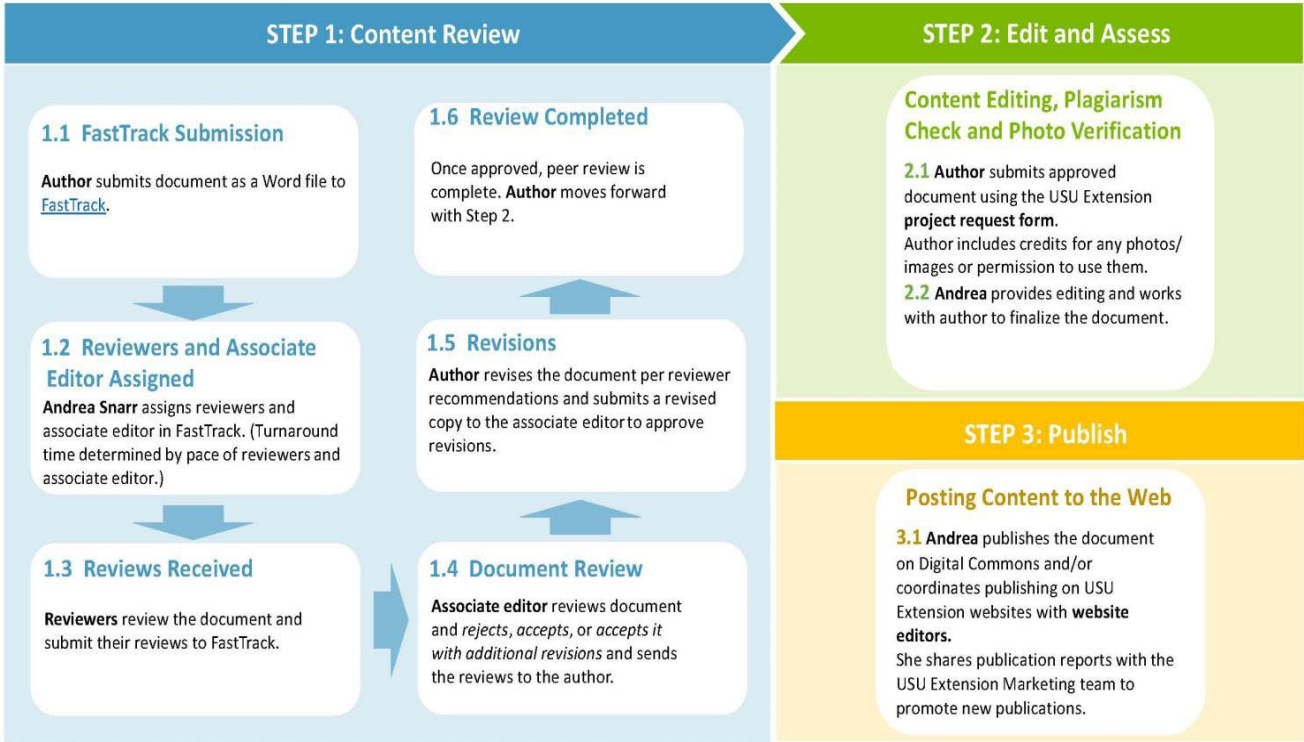 STEP 1: Content Review
1.1 FastTrack Submission
Author submits document as a Word file to
FastTrack.
1.2 Reviewers and Associate
Editor Assigned
Andrea Snarr assigns reviewers and
associate editor in FastTrack. (Turnaround
time determined by pace of reviewers and
associate editor.)
1.3 Reviews Received
Reviewers review the document and
submit their reviews to FastTrack.
1.4 Document Review
Associate editor reviews document
and rejects, accepts, or accepts it
with additional revisions and sends
the reviews to the author.
1.5 Revisions
Author revises the document per reviewer
recommendations and submits a revised
copy to the associate editor to approve
revisions.
1.6 Review Completed
Once approved, peer review is
complete. Author moves forward
with Step 2.
STEP 2: Edit and Assess
Content Editing, Plagiarism
Check and Photo Verification
2.1 Author submits approved
document using the USU Extension
project request form.
Author includes credits for any photos/
images or permission to use them.
2.2 Andrea provides editing and works
with author to finalize the document.
STEP 3: Publish
Posting Content to the Web
3.1 Andrea publishes the document
on Digital Commons and/or
coordinates publishing on USU
Extension websites with website
editors.
She shares publication reports with the
USU Extension Marketing team to
promote new publications.